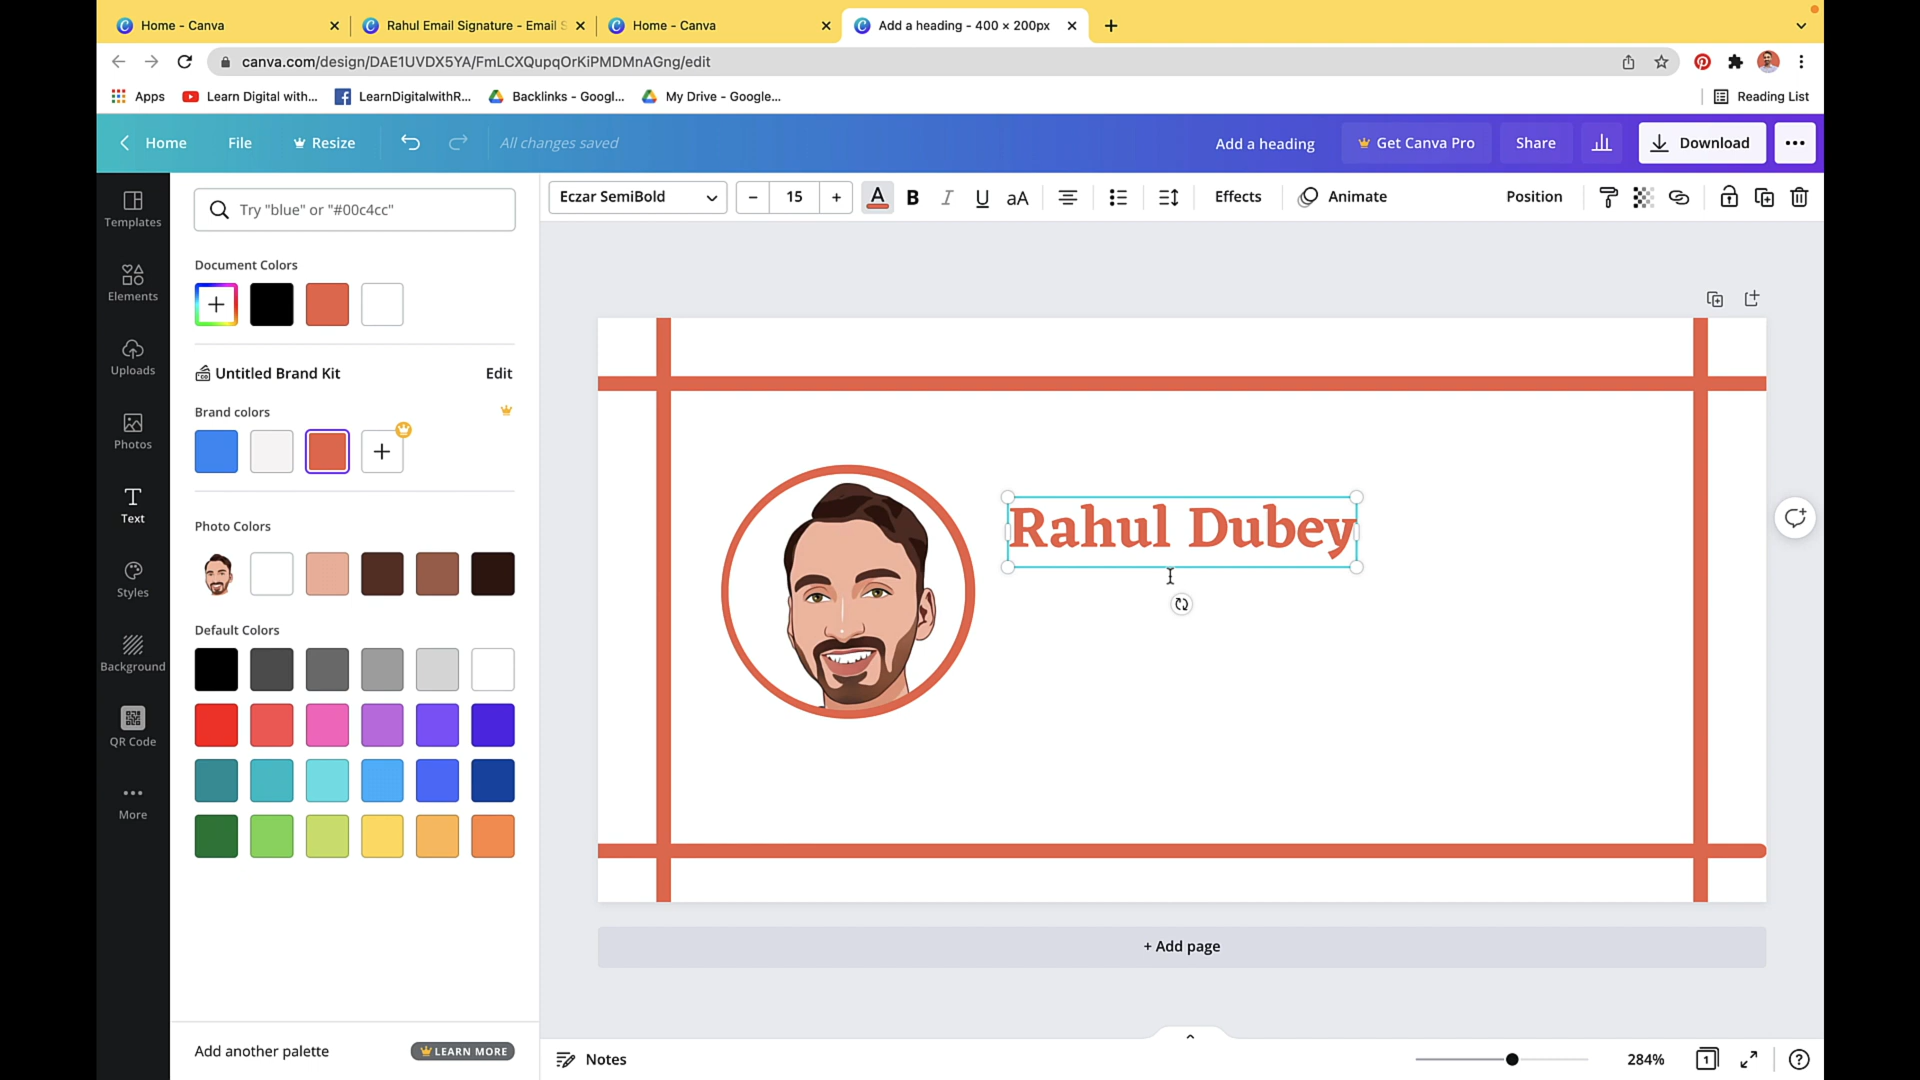 Home - Canva
Rahul Email Signature - Email S
Home - Canva
Add a heading - 400 × 200px
canva.com/design/DAE1UVDX5YA/FmLCXQupqOrKiPMDMnAGng/edit
Apps
Learn Digital with...
LearnDigitalwithR...
Backlinks - Googl...
My Drive - Google...
Reading List
Home
File
Resize
All changes saved
Add a heading
Get Canva Pro
Share
Download
Eczar SemiBold
15
A
B
I
U
aA
Effects
Animate
Position
Templates
Elements
Uploads
Photos
Text
Styles
Background
QR Code
More
Try "blue" or "#00c4cc"
Document Colors
Untitled Brand Kit
Edit
Brand colors
Photo Colors
Default Colors
Add another palette
LEARN MORE
Rahul Dubey
+ Add page
Notes
284%
1